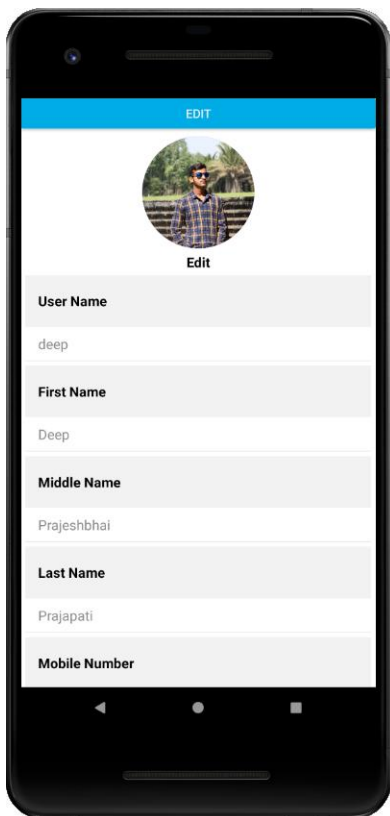 EDIT
Edit
User Name
deep
First Name
Deep
Middle Name
Prajeshbhai
Last Name
Prajapati
Mobile Number